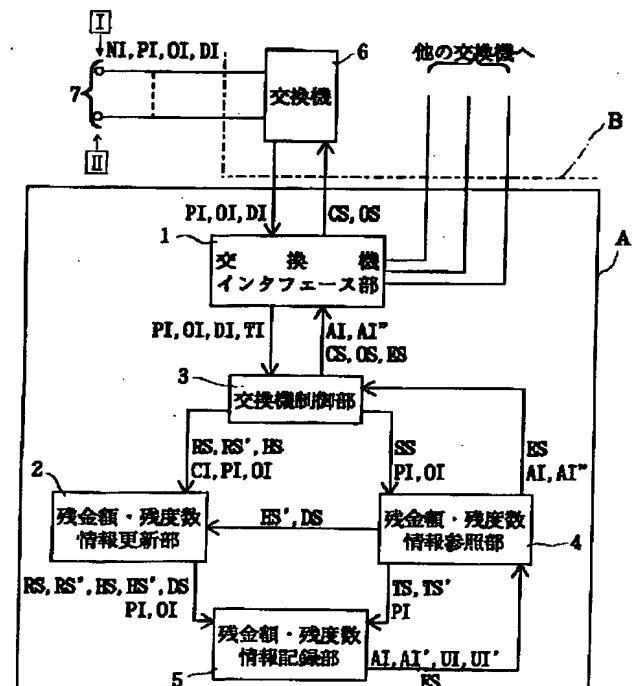 I
NI, PI, OI, DI
7
II
6
交換機
他の交換機へ
B
PI, OI, DI
CS, OS
1
交換機
インタフェース部
A
PI, OI, DI, TI
AI, AI"
CS, OS, ES
3
交換機制御部
RS, RS', HS
CI, PI, OI
SS
PI, OI
ES
AI, AI"
2
残金額・残度数
情報更新部
HS', DS
残金額・残度数
情報参照部
4
RS, RS', HS, HS', DS
PI, OI
TS, TS'
PI
残金額・残度数
情報記録部
5
AI, AI', UI, UI'
ES